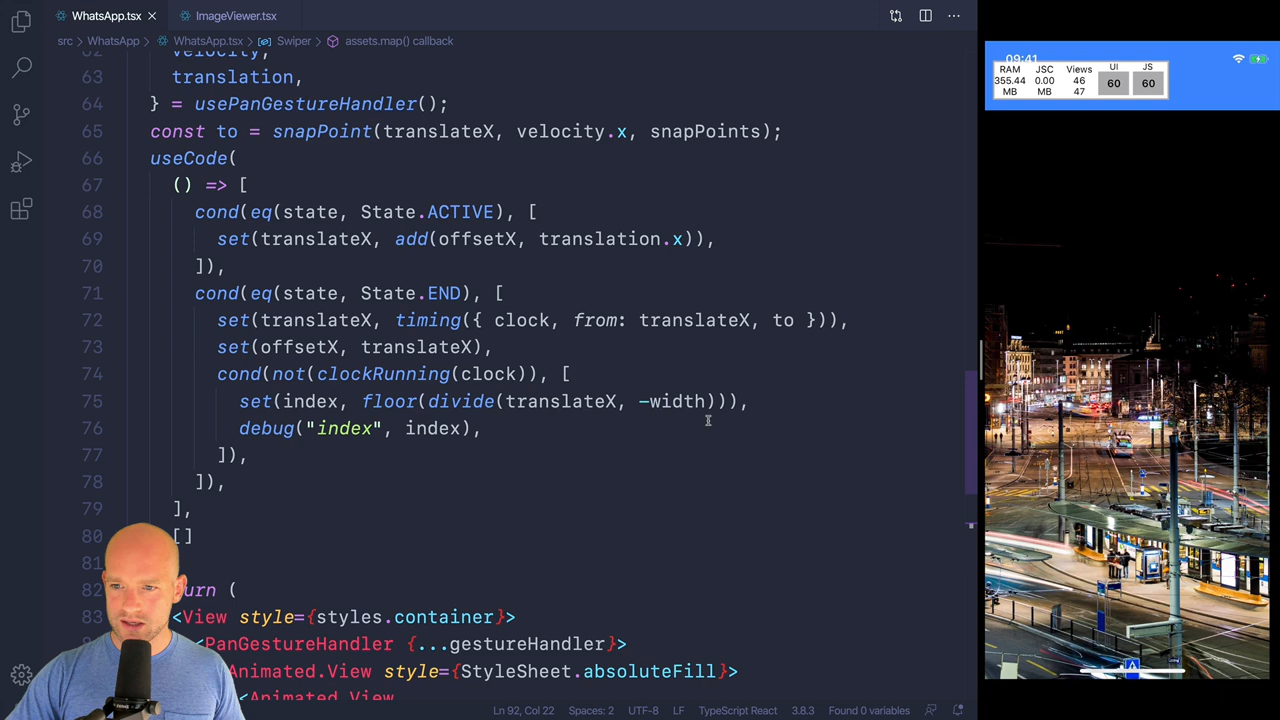 WhatsApp.tsx
ImageViewer.tsx
src > WhatsApp > WhatsApp.tsx > Swiper > assets.map() callback
62 velocity,
63 translation,
64 } = usePanGestureHandler();
65 const to = snapPoint(translateX, velocity.x, snapPoints);
66 useCode(
67 () => [
68 cond(eq(state, State.ACTIVE), [
69 set(translateX, add(offsetX, translation.x)),
70 ]),
71 cond(eq(state, State.END), [
72 set(translateX, timing({ clock, from: translateX, to })),
73 set(offsetX, translateX),
74 cond(not(clockRunning(clock)), [
75 set(index, floor(divide(translateX, -width))),
76 debug("index", index),
77 ]),
78 ]),
79 ],
80 []
81
82 urn (
83 <View style={styles.container}>
<PanGestureHandler {...gestureHandler}>
Animated.View style={StyleSheet.absoluteFill}>
<Animated.View
Ln 92, Col 22 Spaces: 2 UTF-8 LF TypeScript React 3.8.3 Found 0 variables
09:41
RAM JSC Views UI JS
355.44 0.00 46 60 60
MB MB 47